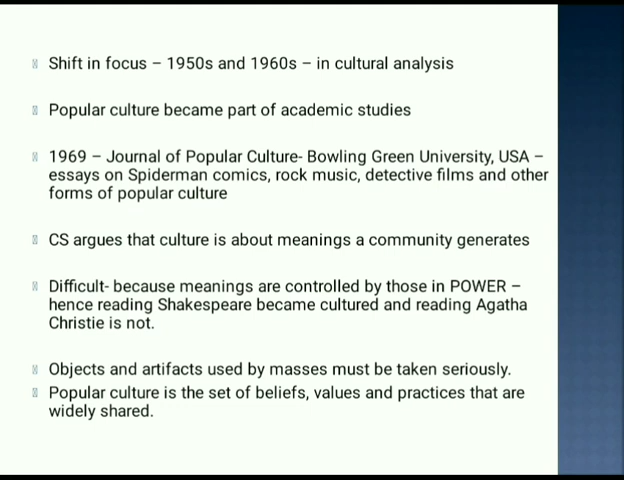 Shift in focus – 1950s and 1960s – in cultural analysis
Popular culture became part of academic studies
1969 – Journal of Popular Culture- Bowling Green University, USA –
essays on Spiderman comics, rock music, detective films and other
forms of popular culture
CS argues that culture is about meanings a community generates
Difficult- because meanings are controlled by those in POWER –
hence reading Shakespeare became cultured and reading Agatha
Christie is not.
Objects and artifacts used by masses must be taken seriously.
Popular culture is the set of beliefs, values and practices that are
widely shared.